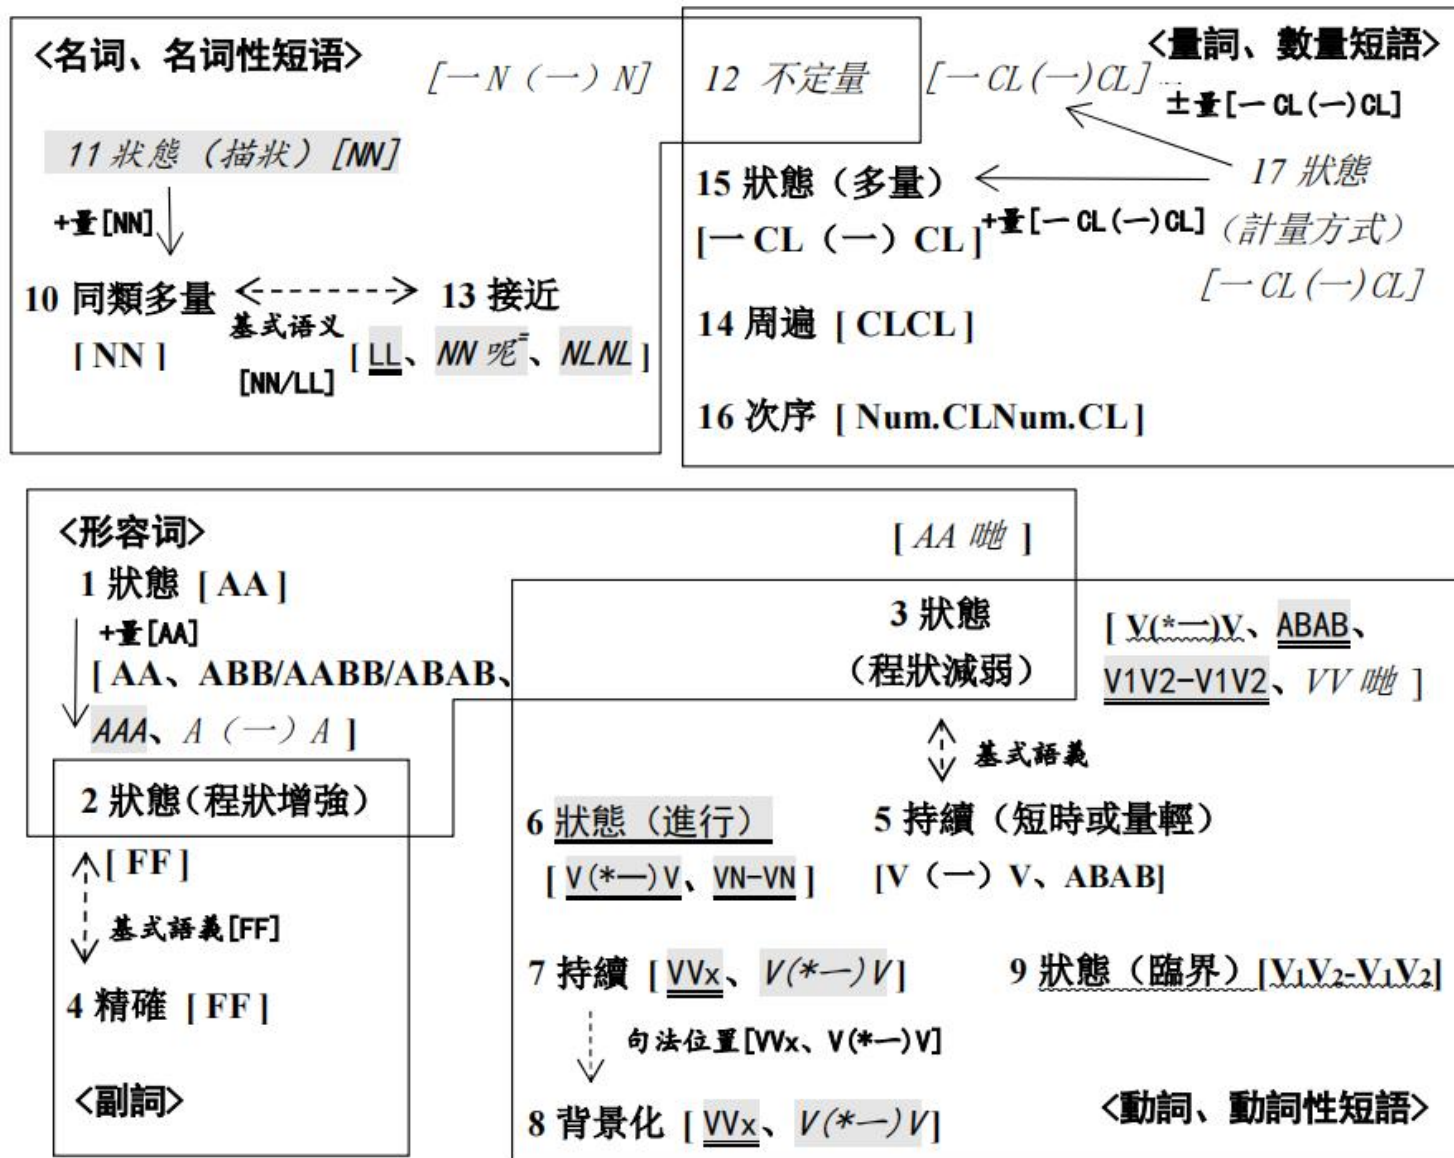 <名词、名词性短语>
[一N（一）N]
12 不定量
[一CL(一)CL]
<量詞、數量短語>
±量[一CL(一)CL]
11狀態（描狀）[NN]
+量[NN]
10 同類多量
[ NN ]
基式语义
[NN/LL]
13 接近
[ LL、NN呢⁼、NLNL ]
15 狀態（多量）
[一CL（一）CL]
+量[一CL(一)CL]
17 狀態
（計量方式）
[一CL(一)CL]
14 周遍 [ CLCL ]
16 次序 [ Num.CLNum.CL ]
<形容词>
1 狀態 [ AA ]
+量[AA]
[ AA、ABB/AABB/ABAB、
AAA、A（一）A ]
[ AA 哋 ]
2 狀態(程狀增強)
[ FF ]
基式語義[FF]
4 精確 [ FF ]
<副詞>
3 狀態
（程狀減弱）
[ V(*一)V、ABAB、
V1V2-V1V2、VV 哋 ]
基式語義
6 狀態（進行）
[ V(*一)V、VN-VN ]
5 持續（短時或量輕）
[V（一）V、ABAB]
7 持續 [ VVx、V(*一)V]
9 狀態（臨界）[V₁V₂-V₁V₂]
句法位置[VVx、V(*一)V]
8 背景化 [ VVx、V(*一)V]
<動詞、動詞性短語>